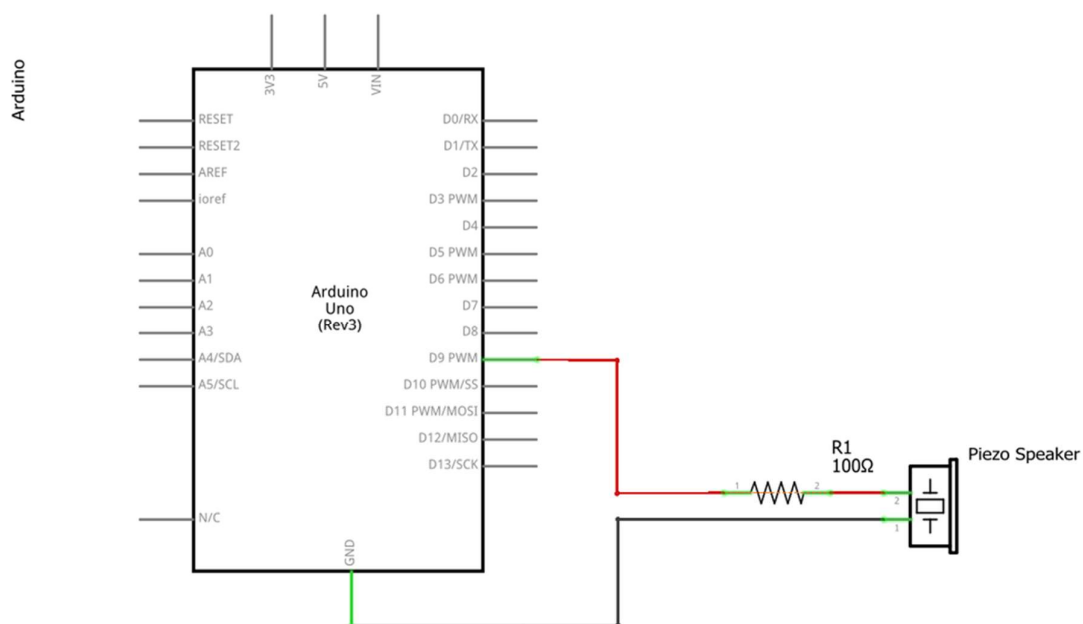 Arduino
3V3
5V
VIN
RESET
RESET2
AREF
ioref
A0
A1
A2
A3
A4/SDA
A5/SCL
N/C
Arduino
Uno
(Rev3)
D0/RX
D1/TX
D2
D3 PWM
D4
D5 PWM
D6 PWM
D7
D8
D9 PWM
D10 PWM/SS
D11 PWM/MOSI
D12/MISO
D13/SCK
GND
R1
100Ω
1
2
Piezo Speaker
2
1